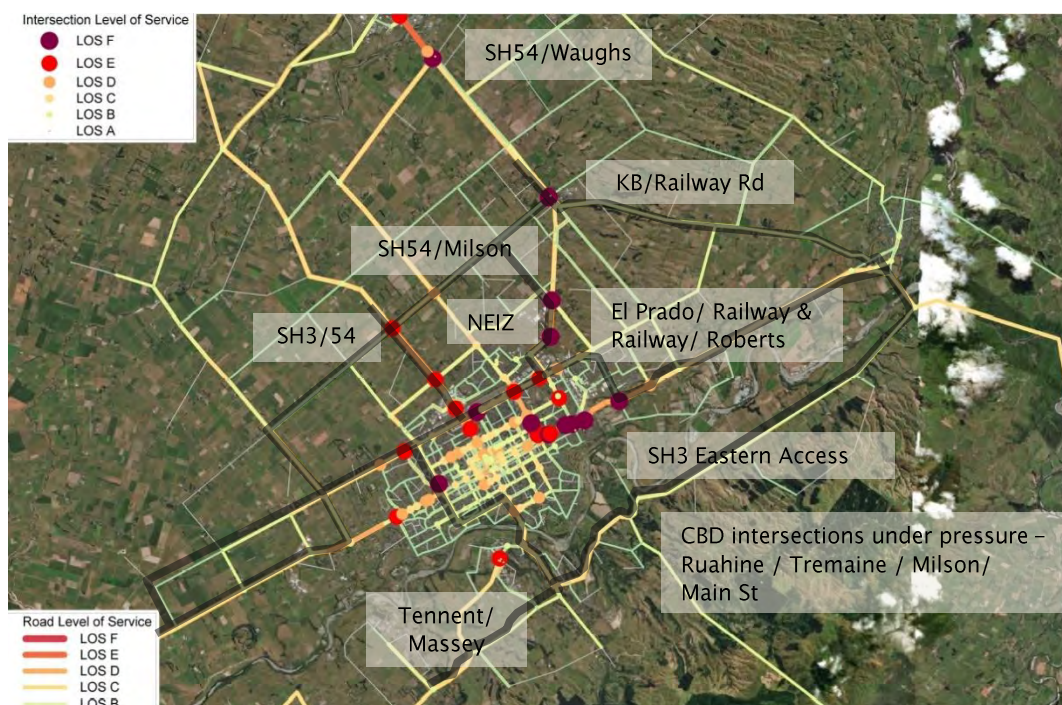 Intersection Level of Service
LOS F
LOS E
LOS D
LOS C
LOS B
LOS A
SH54/Waughs
KB/Railway Rd
SH54/Milson
NEIZ
El Prado/ Railway &
Railway/ Roberts
SH3/54
SH3 Eastern Access
CBD intersections under pressure –
Ruahine / Tremaine / Milson/
Main St
Tennent/
Massey
Road Level of Service
LOS F
LOS E
LOS D
LOS C
LOS B